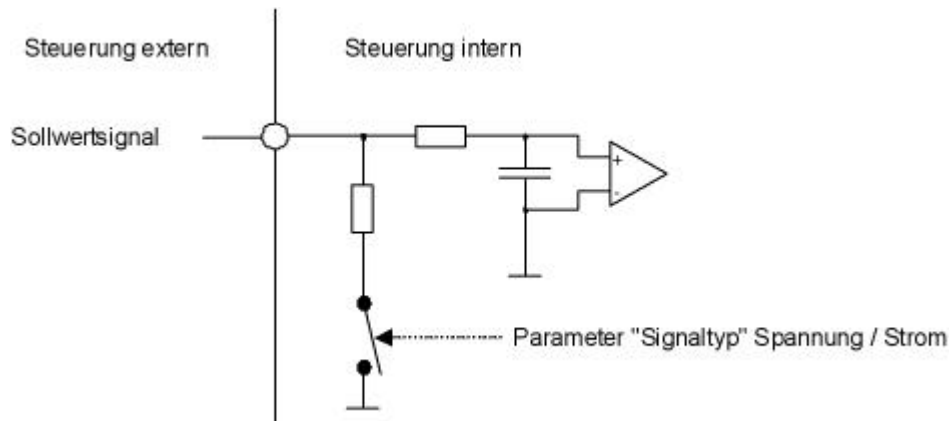 Steuerung extern
Steuerung intern
Sollwertsignal
+
-
Parameter "Signaltyp" Spannung / Strom